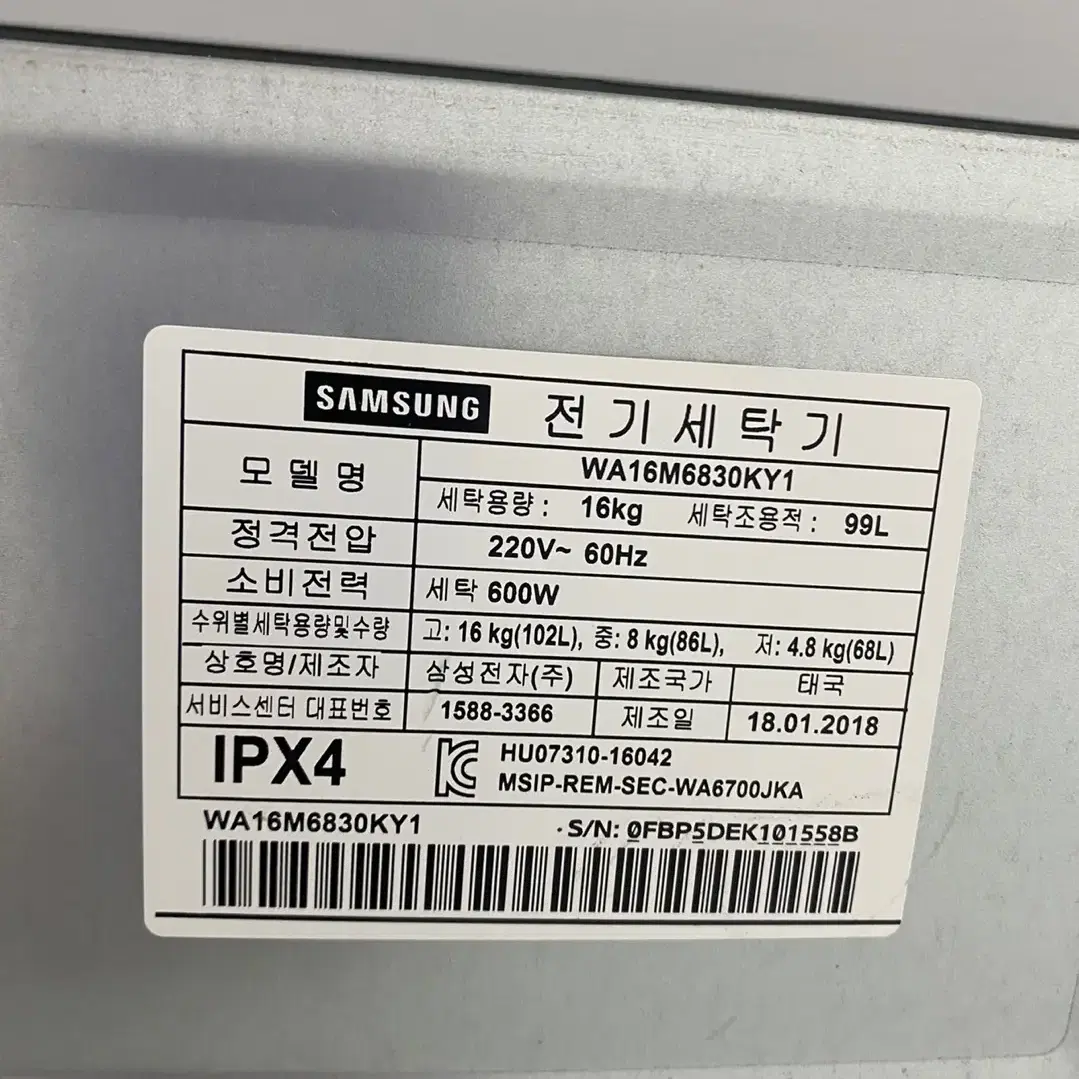 SAMSUNG 전기세탁기
모델명 WA16M6830KY1
세탁용량 : 16kg 세탁조용적 : 99L
정격전압 220V~ 60Hz
소비전력 세탁 600W
수위별세탁용량및수량 고: 16 kg(102L), 중: 8 kg(86L), 저: 4.8 kg(68L)
상호명/제조자 삼성전자(주) 제조국가 태국
서비스센터 대표번호 1588-3366 제조일 18.01.2018
IPX4 HU07310-16042
MSIP-REM-SEC-WA6700JKA
WA16M6830KY1 S/N: 0FBP5DEK101558B